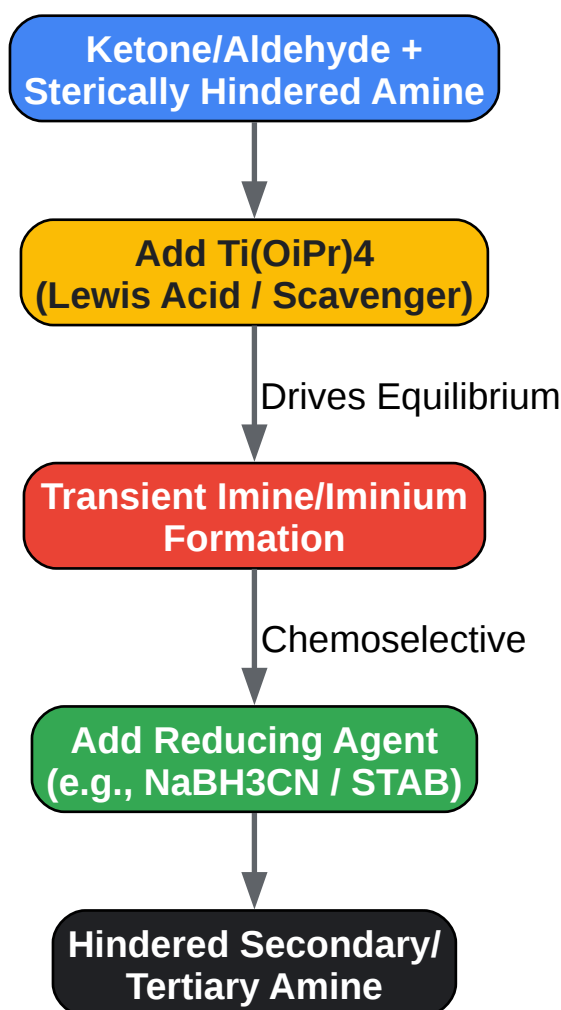 Ketone/Aldehyde +
Sterically Hindered Amine
Add Ti(OiPr)4
(Lewis Acid / Scavenger)
Drives Equilibrium
Transient Imine/Iminium
Formation
Chemoselective
Add Reducing Agent
(e.g., NaBH3CN / STAB)
Hindered Secondary/
Tertiary Amine